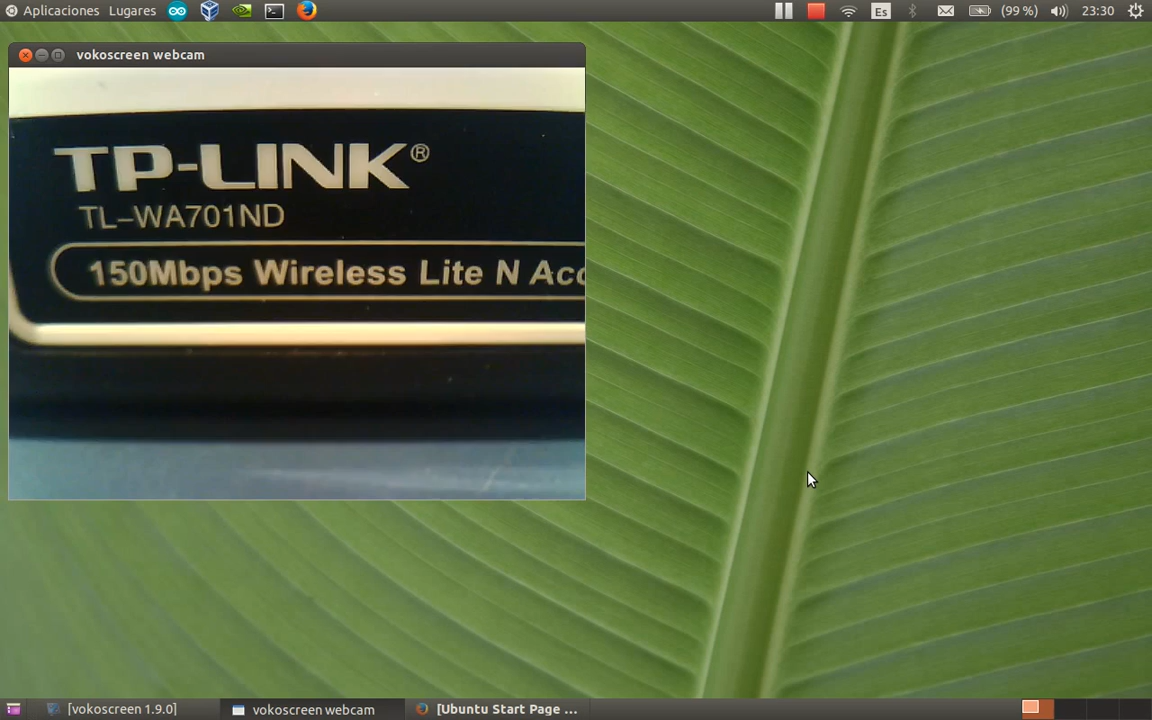 Aplicaciones Lugares Es (99 %) 23:30
vokoscreen webcam
TP-LINK®
TL-WA701ND
150Mbps Wireless Lite N
[vokoscreen 1.9.0] vokoscreen webcam [Ubuntu Start Page ...